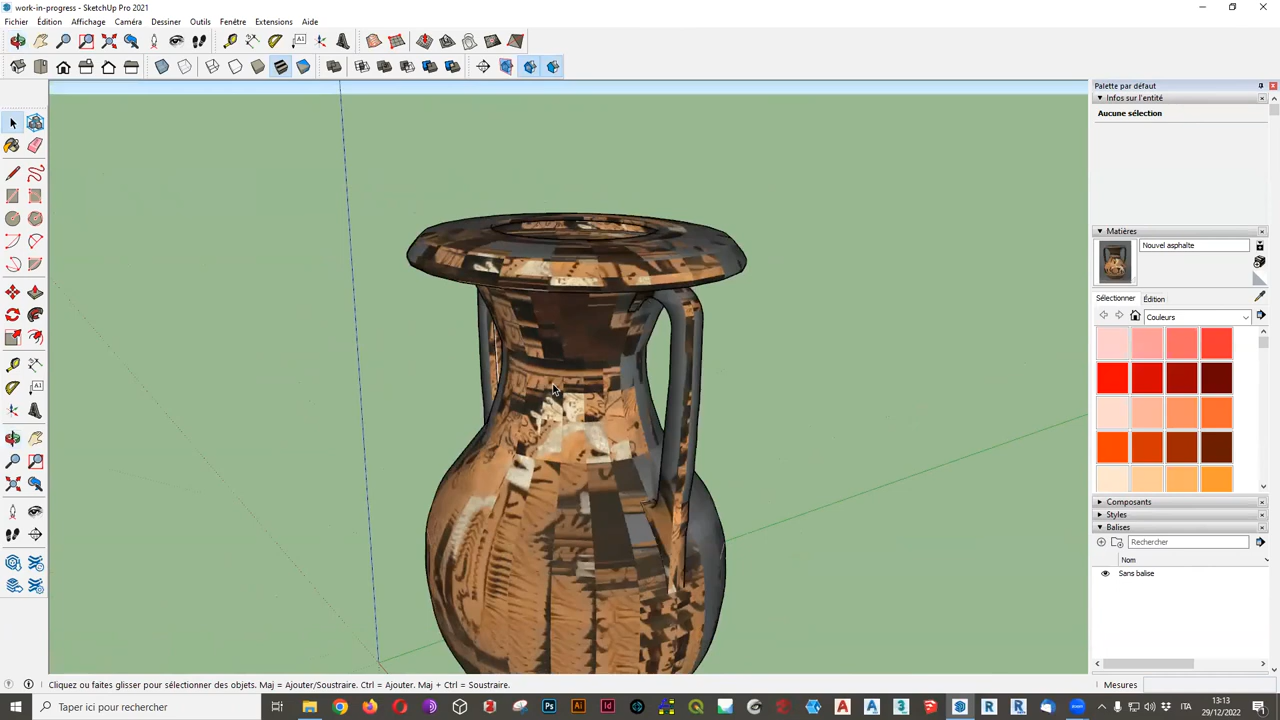 work-in-progress - SketchUp Pro 2021
Fichier Édition Affichage Caméra Dessiner Outils Fenêtre Extensions Aide
Palette par défaut
Infos sur l'entité
Aucune sélection
Matières
Nouvel asphalte
Sélectionner Édition
Couleurs
Composants
Styles
Balises
Rechercher
Nom
Sans balise
Cliquez ou faites glisser pour sélectionner des objets. Maj = Ajouter/Soustraire. Ctrl = Ajouter. Maj + Ctrl = Soustraire.
Mesures
Taper ici pour rechercher
ITA
13:13
29/12/2022